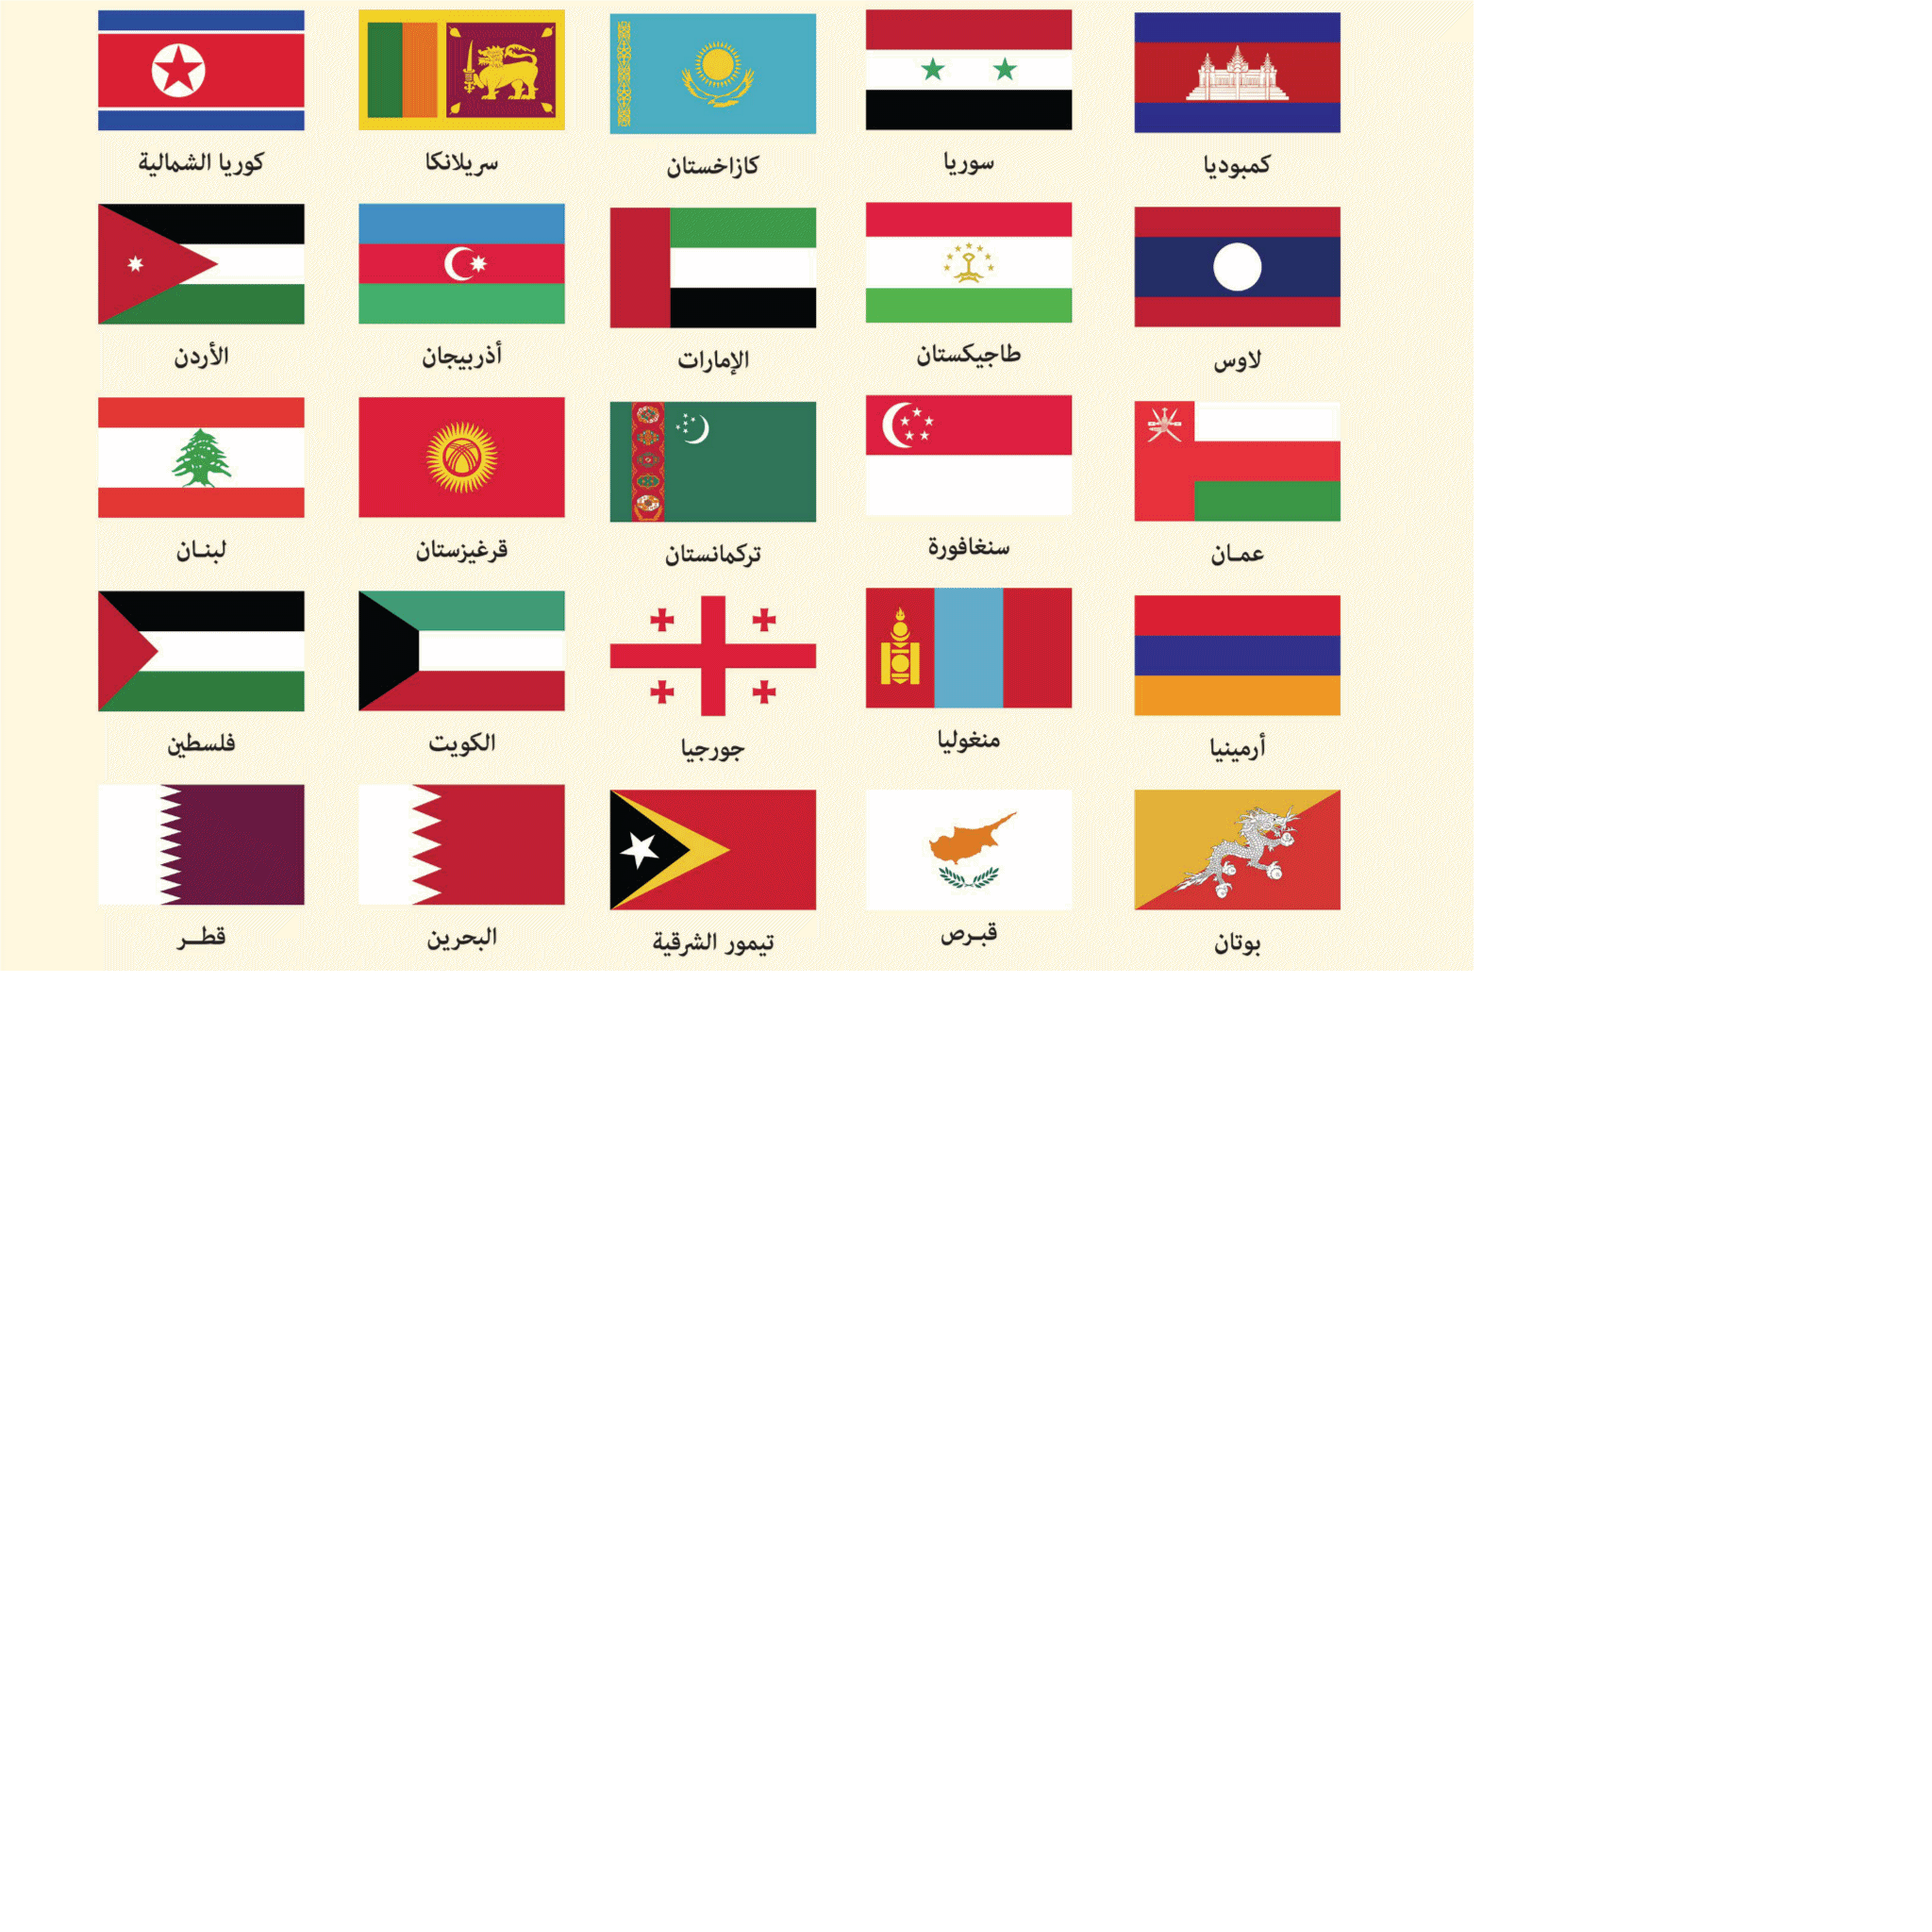 كمبوديا
سوريا
كازاخستان
سريلانكا
كوريا الشمالية
لاوس
طاجيكستان
الإمارات
أذربيجان
الأردن
عمـان
سنغافورة
تركمانستان
قرغيزستان
لبنـان
أرمينيا
منغوليا
جورجيا
الكويت
فلسطين
بوتان
قبـرص
تيمور الشرقية
البحرين
قطـر